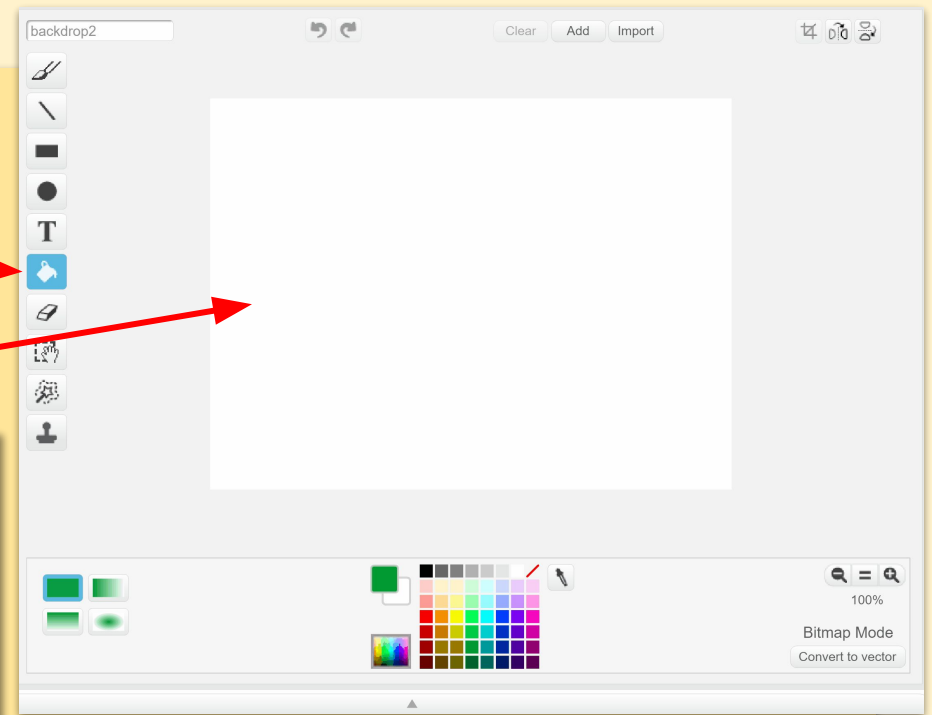 backdrop2
Clear Add Import
T
100%
Bitmap Mode
Convert to vector